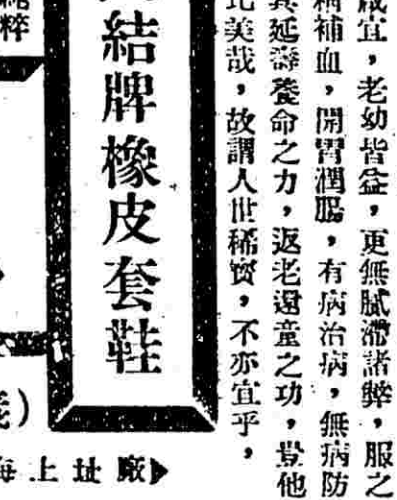 咸宜，老幼皆益，更無膩滯諸弊，服之
補血，開胃潤腸，有病治病，無病防
其延壽養命之力，返老還童之功，豈他
比美哉，故謂人世稀寶，不亦宜乎，
結牌橡皮套鞋
粹
廠址上海